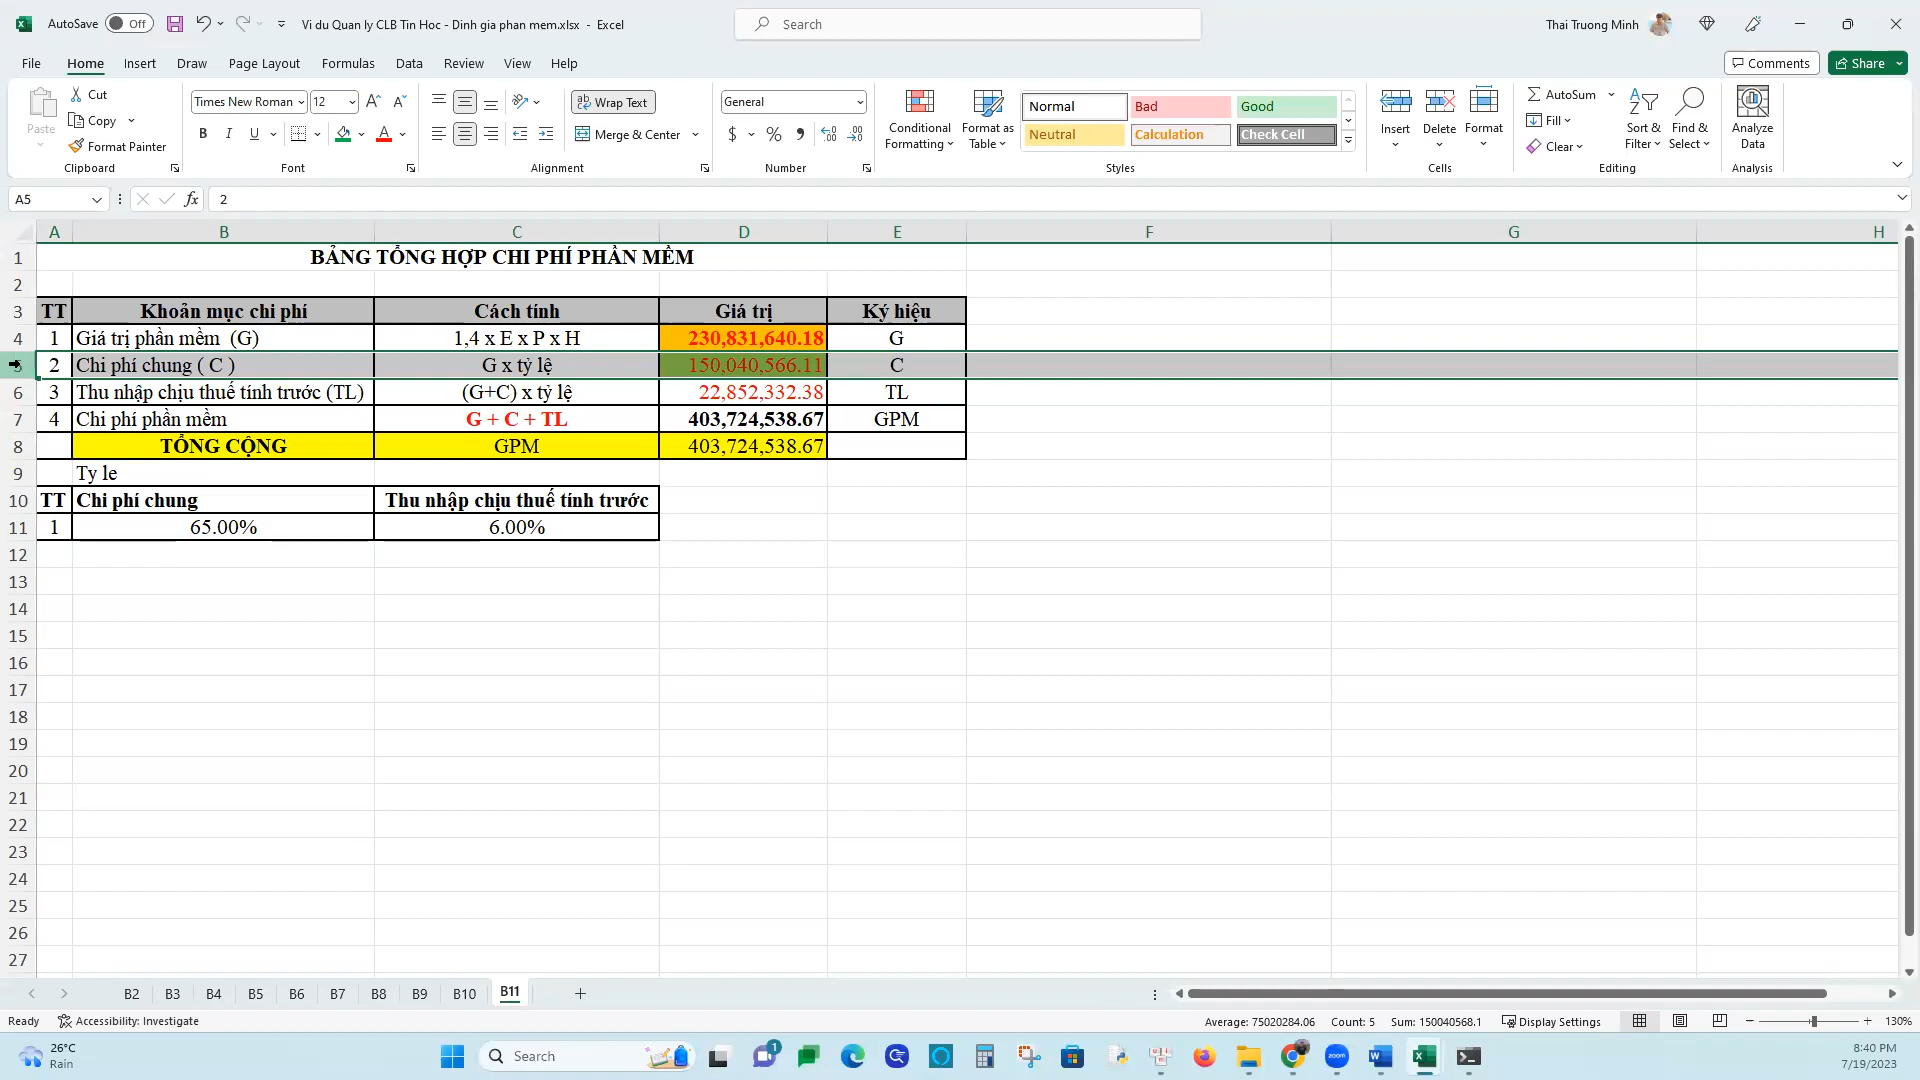 AutoSave Off Vi du Quan ly CLB Tin Hoc - Dinh gia phan mem.xlsx - Excel Search Thai Truong Minh
File Home Insert Draw Page Layout Formulas Data Review View Help Comments Share
Paste Cut Copy Format Painter Clipboard
Times New Roman 12 B I U Font
Wrap Text Merge & Center Alignment
General $ % Number
Conditional Formatting Format as Table Normal Bad Good Neutral Calculation Check Cell Styles
Insert Delete Format Cells
AutoSum Fill Clear Sort & Filter Find & Select Editing
Analyze Data Analysis
A5 fx 2
A B C D E F G H
1 BẢNG TỔNG HỢP CHI PHÍ PHẦN MỀM
2
3 TT Khoản mục chi phí Cách tính Giá trị Ký hiệu
4 1 Giá trị phần mềm (G) 1,4 x E x P x H 230,831,640.18 G
5 2 Chi phí chung ( C ) G x tỷ lệ 150,040,566.11 C
6 3 Thu nhập chịu thuế tính trước (TL) (G+C) x tỷ lệ 22,852,332.38 TL
7 4 Chi phí phần mềm G + C + TL 403,724,538.67 GPM
8 TỔNG CỘNG GPM 403,724,538.67
9 Ty le
10 TT Chi phí chung Thu nhập chịu thuế tính trước
11 1 65.00% 6.00%
12
13
14
15
16
17
18
19
20
21
22
23
24
25
26
27
B2 B3 B4 B5 B6 B7 B8 B9 B10 B11
Ready Accessibility: Investigate Average: 75020284.06 Count: 5 Sum: 150040568.1 Display Settings 130%
26°C
Rain
Search
1
zoom
8:40 PM
7/19/2023